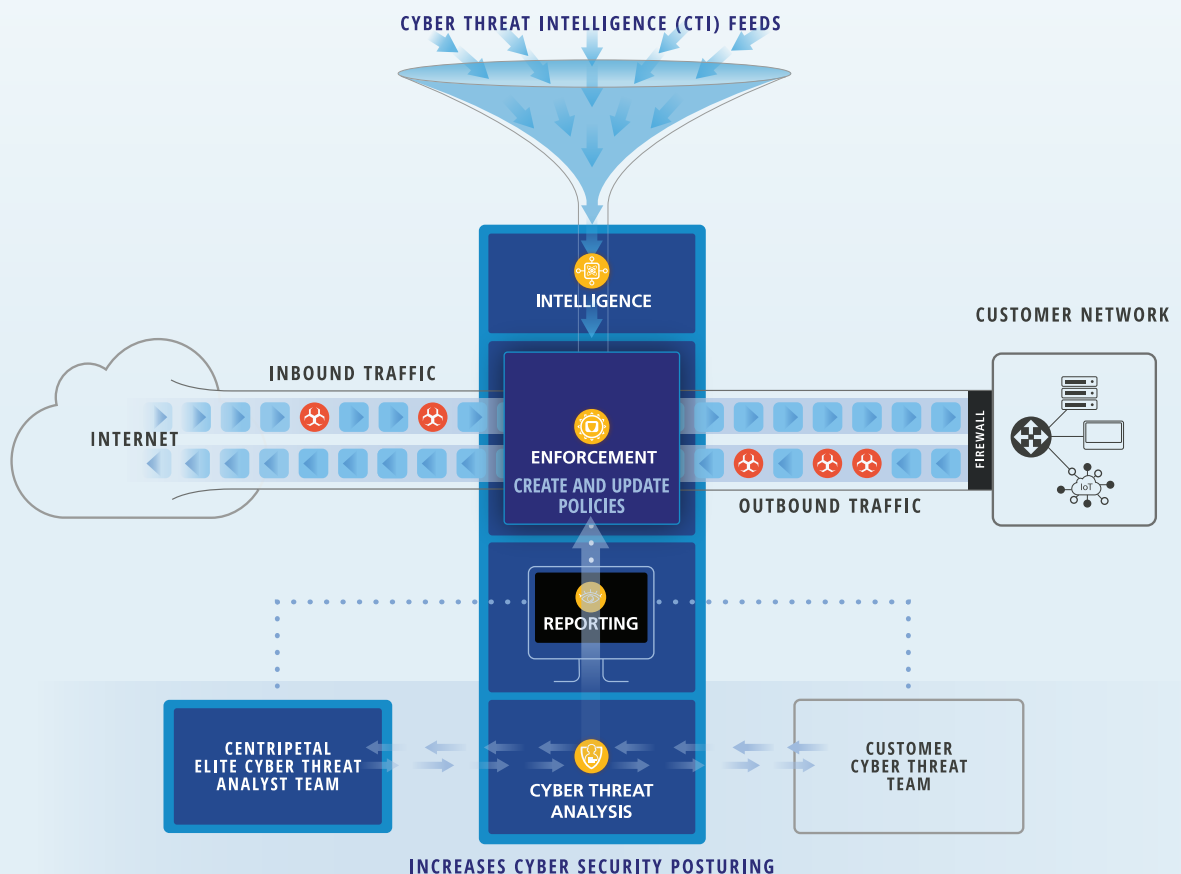 CYBER THREAT INTELLIGENCE (CTI) FEEDS
INTELLIGENCE
CUSTOMER NETWORK
INBOUND TRAFFIC
INTERNET
FIREWALL
ENFORCEMENT
CREATE AND UPDATE
POLICIES
IoT
OUTBOUND TRAFFIC
REPORTING
CENTRIPETAL
ELITE CYBER THREAT
ANALYST TEAM
CYBER THREAT
ANALYSIS
CUSTOMER
CYBER THREAT
TEAM
INCREASES CYBER SECURITY POSTURING